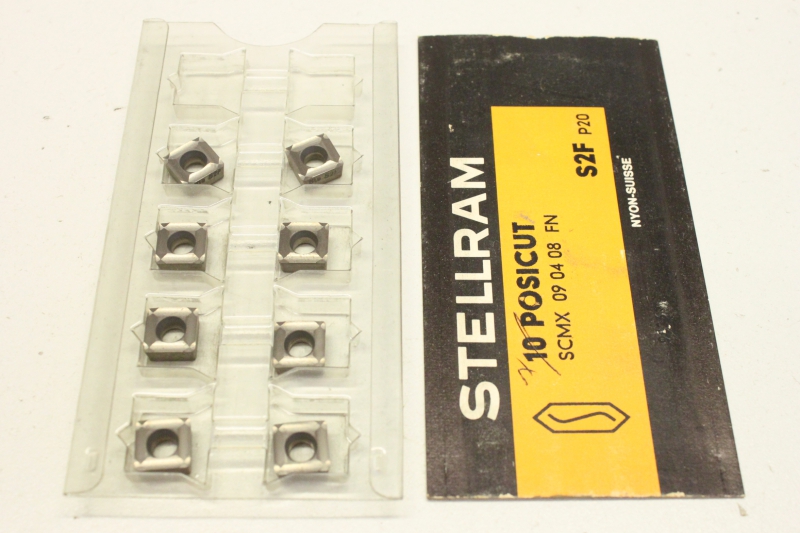 STELLRAM
10 POSICUT
SCMX 09 04 08 FN
S2F P20
NYON-SUISSE